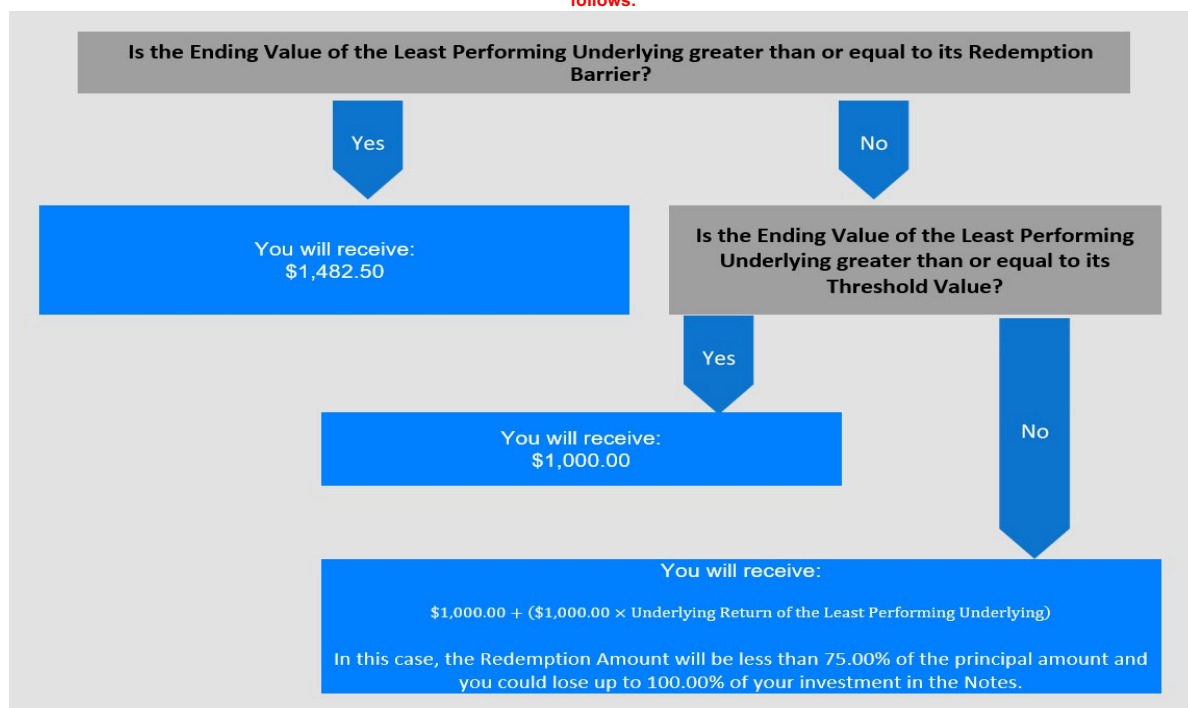 follows:
Is the Ending Value of the Least Performing Underlying greater than or equal to its Redemption
Barrier?
Yes
No
You will receive:
$1,482.50
Is the Ending Value of the Least Performing
Underlying greater than or equal to its
Threshold Value?
Yes
No
You will receive:
$1,000.00
You will receive:
$1,000.00 + ($1,000.00 × Underlying Return of the Least Performing Underlying)
In this case, the Redemption Amount will be less than 75.00% of the principal amount and
you could lose up to 100.00% of your investment in the Notes.